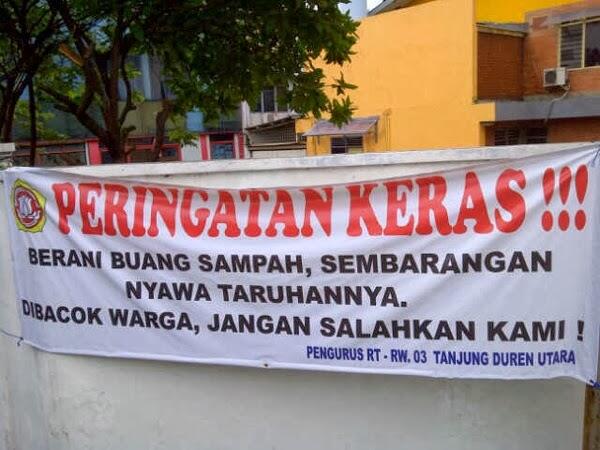 PERINGATAN KERAS !!!
BERANI BUANG SAMPAH, SEMBARANGAN
NYAWA TARUHANNYA.
DIBACOK WARGA, JANGAN SALAHKAN KAMI !
PENGURUS RT - RW. 03 TANJUNG DUREN UTARA